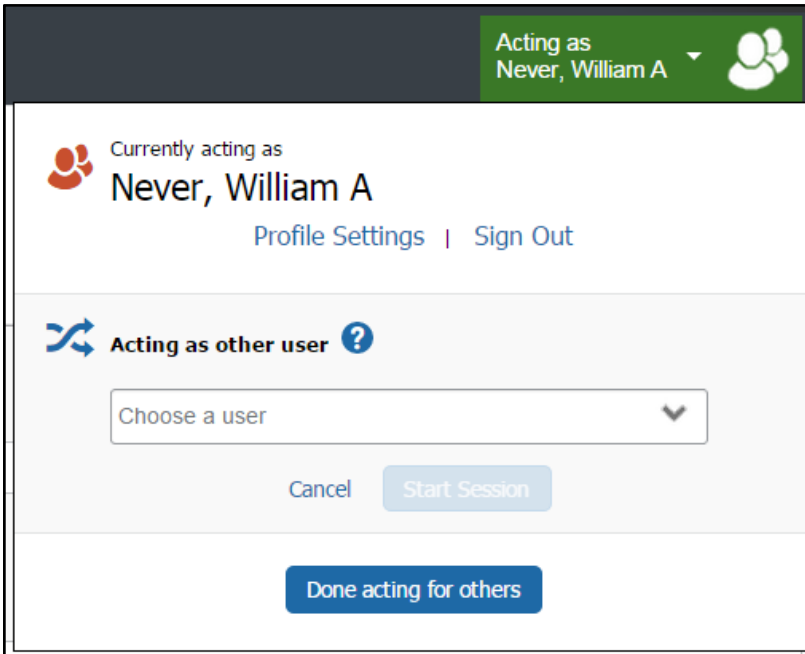 Acting as
Never, William A
Currently acting as
Never, William A
Profile Settings | Sign Out
Acting as other user ?
Choose a user
Cancel Start Session
Done acting for others